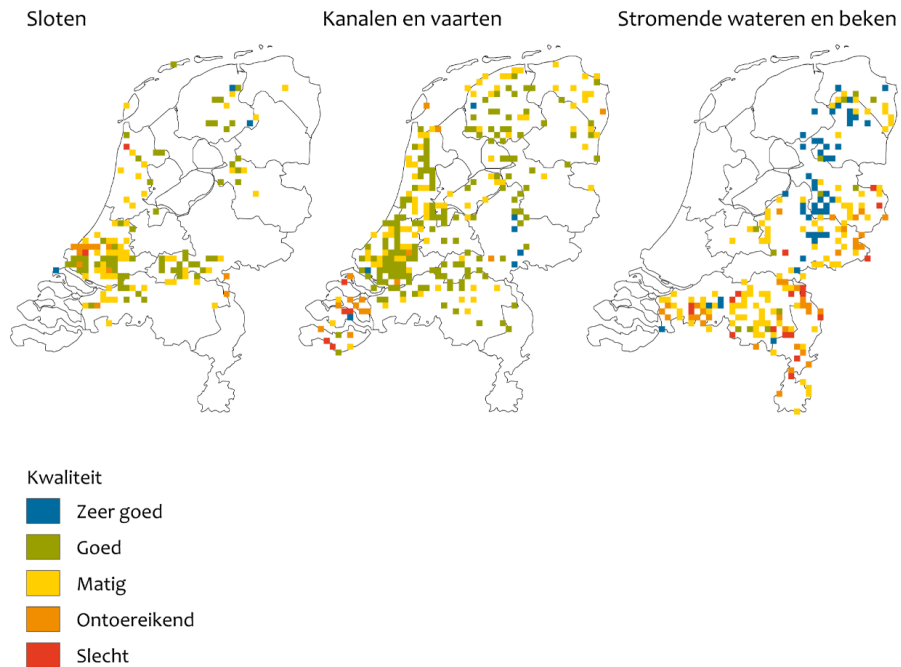 Sloten
Kanalen en vaarten
Stromende wateren en beken
Kwaliteit
Zeer goed
Goed
Matig
Ontoereikend
Slecht